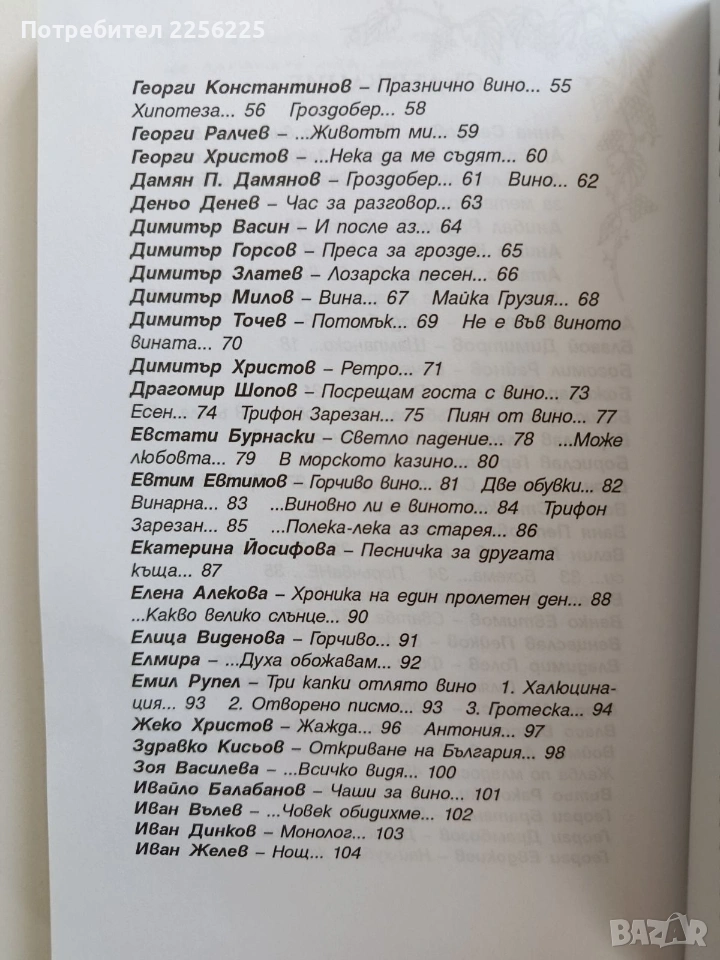 Потребител 2256225
Георги Константинов – Празнично вино... 55
Хипотеза... 56 Гроздобер... 58
Георги Ралчев – ...Животът ми... 59
Георги Христов – ...Нека да ме съдят... 60
Дамян П. Дамянов – Гроздобер... 61 Вино... 62
Деньо Денев – Час за разговор... 63
Димитър Васин – И после аз... 64
Димитър Горсов – Преса за грозде... 65
Димитър Златев – Лозарска песен... 66
Димитър Милов – Вина... 67 Майка Грузия... 68
Димитър Точев – Потомък... 69 Не е във виното
вината... 70
Димитър Христов – Ретро... 71
Драгомир Шопов – Посрещам госта с вино... 73
Есен... 74 Трифон Зарезан... 75 Пиян от вино... 77
Евстати Бурнаски – Светло падение... 78 ...Може
любовта... 79 В морското казино... 80
Евтим Евтимов – Горчиво вино... 81 Две обувки... 82
Винарна... 83 ...Виновно ли е виното... 84 Трифон
Зарезан... 85 ...Полека-лека аз старея... 86
Екатерина Йосифова – Песничка за другата
къща... 87
Елена Алекова – Хроника на един пролетен ден... 88
...Какво велико слънце... 90
Елица Виденова – Горчиво... 91
Елмира – ...Духа обожавам... 92
Емил Рупел – Три капки отлято вино 1. Халюцина-
ция... 93 2. Отворено писмо... 93 3. Гротеска... 94
Жеко Христов – Жажда... 96 Антония... 97
Здравко Кисьов – Откриване на България... 98
Зоя Василева – ...Всичко видя... 100
Ивайло Балабанов – Чаши за вино... 101
Иван Вълев – ...Човек обидихме... 102
Иван Динков – Монолог... 103
Иван Желев – Нощ... 104
BAZAR